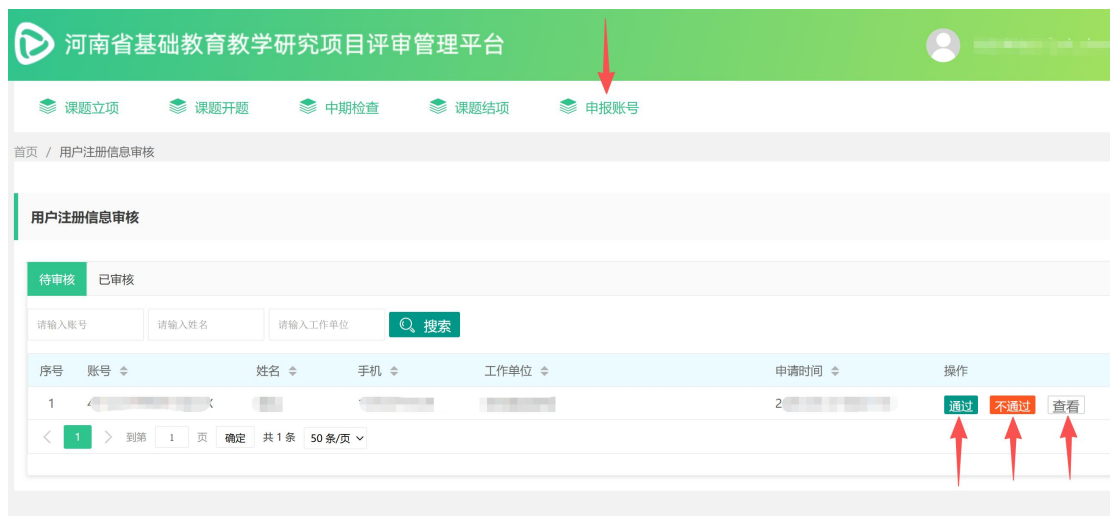 河南省基础教育教学研究项目评审管理平台
课题立项 课题开题 中期检查 课题结项 申报账号
首页 / 用户注册信息审核
用户注册信息审核
待审核 已审核
请输入账号 请输入姓名 请输入工作单位 搜索
序号 账号 姓名 手机 工作单位 申请时间 操作
1 通过 不通过 查看
1 到第 1 页 确定 共 1 条 50 条/页